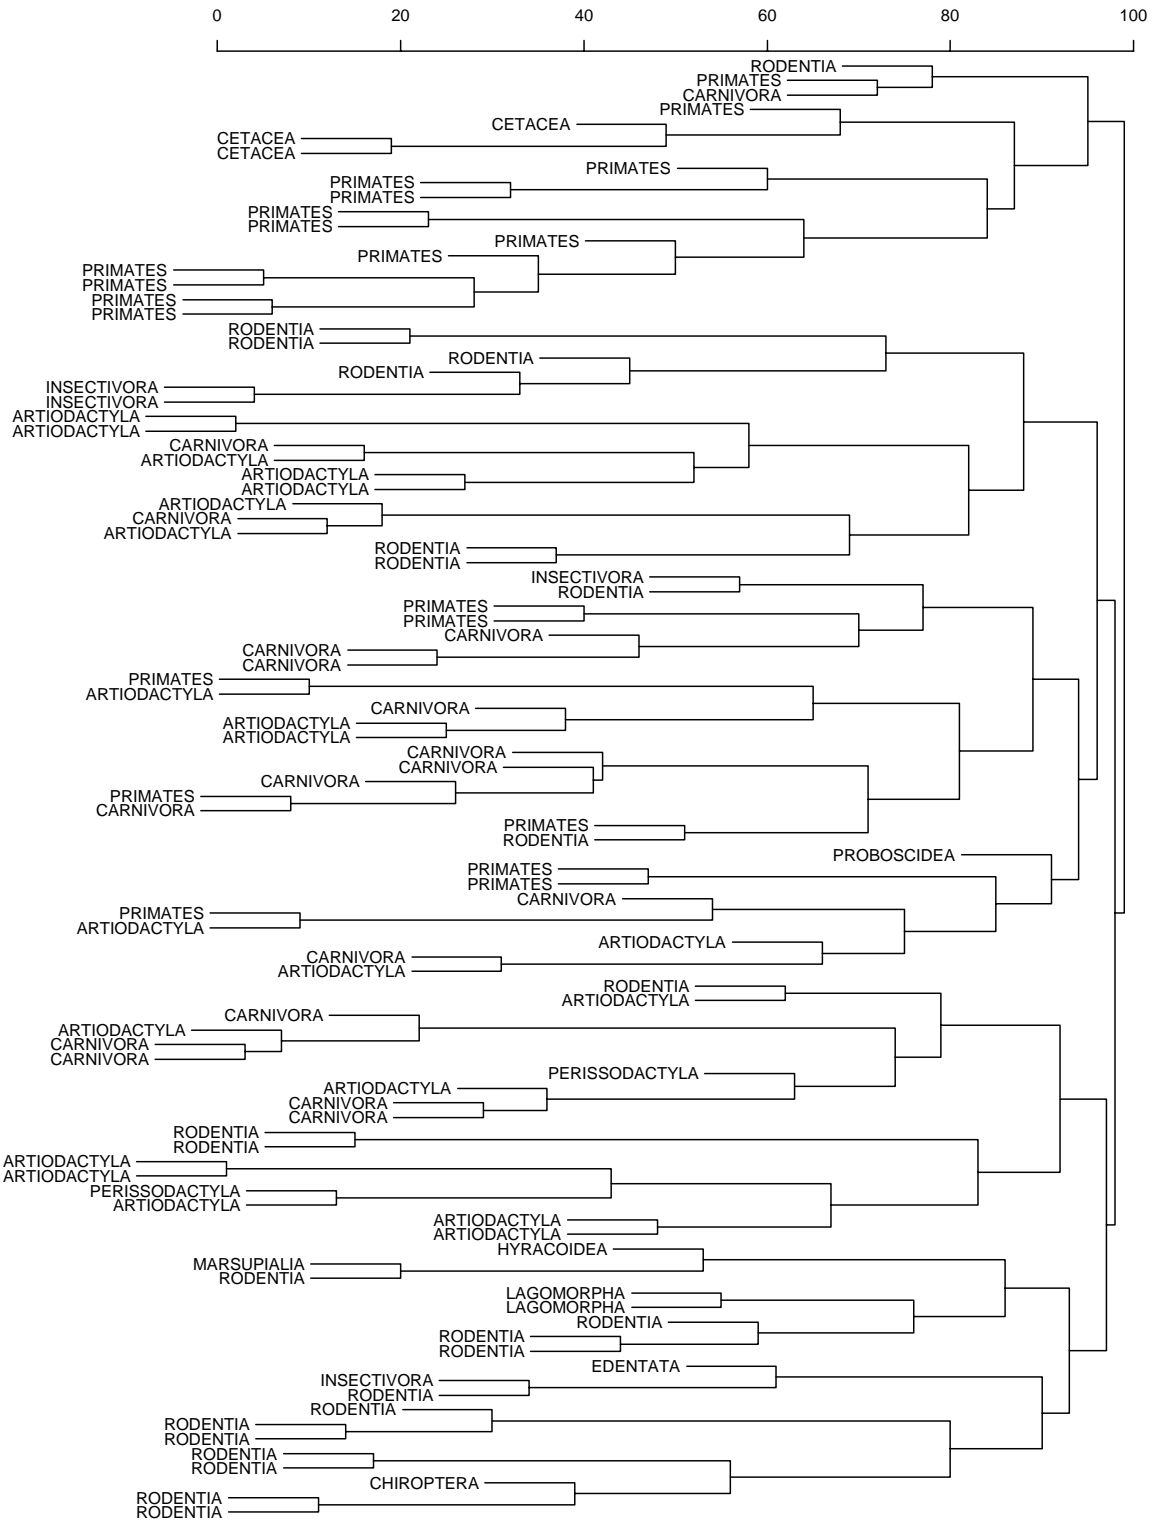 0 20 40 60 80 100
RODENTIA
PRIMATES
CARNIVORA
PRIMATES
CETACEA
CETACEA
CETACEA
PRIMATES
PRIMATES
PRIMATES
PRIMATES
PRIMATES
PRIMATES
PRIMATES
PRIMATES
PRIMATES
PRIMATES
PRIMATES
RODENTIA
RODENTIA
RODENTIA
RODENTIA
INSECTIVORA
INSECTIVORA
ARTIODACTYLA
ARTIODACTYLA
CARNIVORA
ARTIODACTYLA
ARTIODACTYLA
ARTIODACTYLA
ARTIODACTYLA
CARNIVORA
ARTIODACTYLA
RODENTIA
RODENTIA
INSECTIVORA
RODENTIA
PRIMATES
PRIMATES
CARNIVORA
CARNIVORA
CARNIVORA
PRIMATES
ARTIODACTYLA
CARNIVORA
ARTIODACTYLA
ARTIODACTYLA
CARNIVORA
CARNIVORA
CARNIVORA
PRIMATES
CARNIVORA
PRIMATES
RODENTIA
PROBOSCIDEA
PRIMATES
PRIMATES
CARNIVORA
PRIMATES
ARTIODACTYLA
ARTIODACTYLA
CARNIVORA
ARTIODACTYLA
RODENTIA
ARTIODACTYLA
CARNIVORA
ARTIODACTYLA
CARNIVORA
CARNIVORA
PERISSODACTYLA
ARTIODACTYLA
CARNIVORA
CARNIVORA
RODENTIA
RODENTIA
ARTIODACTYLA
ARTIODACTYLA
PERISSODACTYLA
ARTIODACTYLA
ARTIODACTYLA
ARTIODACTYLA
HYRACOIDEA
MARSUPIALIA
RODENTIA
LAGOMORPHA
LAGOMORPHA
RODENTIA
RODENTIA
RODENTIA
EDENTATA
INSECTIVORA
RODENTIA
RODENTIA
RODENTIA
RODENTIA
RODENTIA
RODENTIA
CHIROPTERA
RODENTIA
RODENTIA